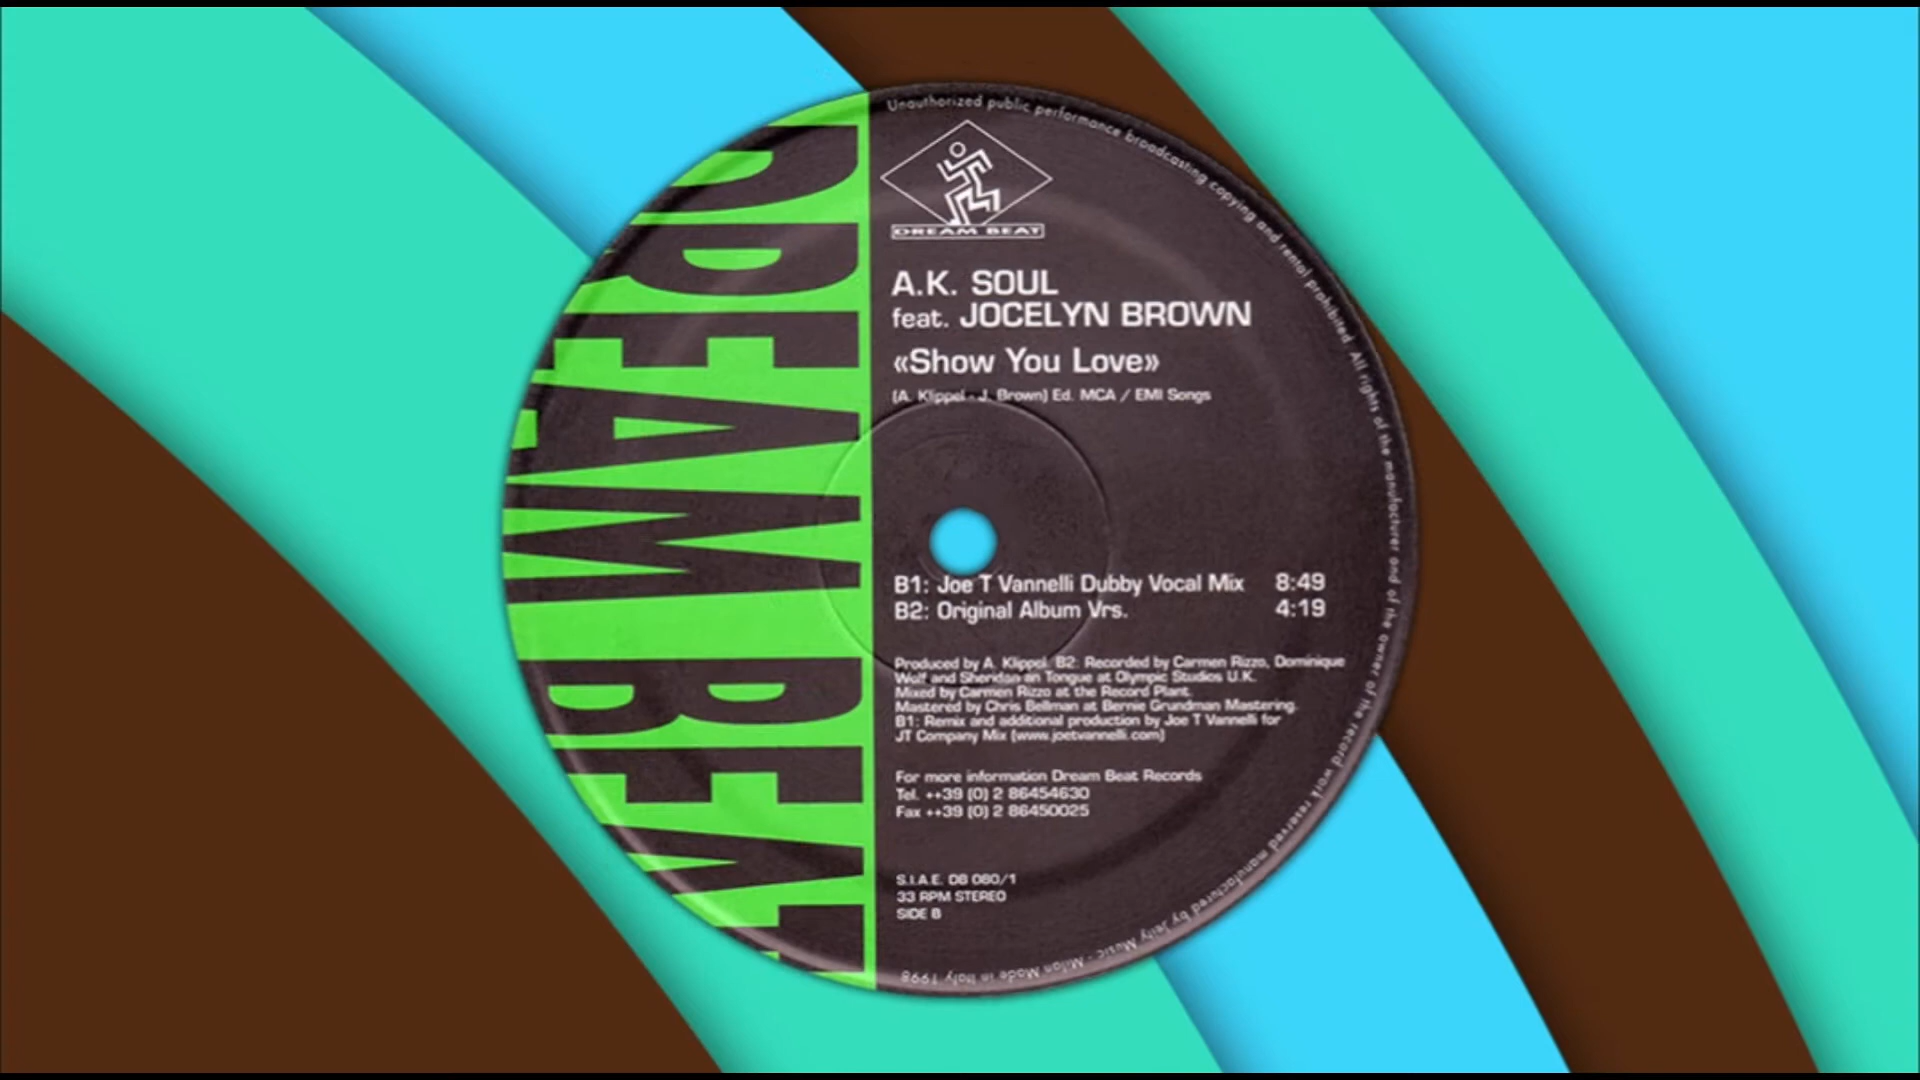 DREAM BEAT
Unauthorized public performance broadcasting copying and rental prohibited. All rights of the manufacturer and of the owner of the record work reserved manufactured by Jelly Music - Milan Made in Italy 1998
DREAM BEAT
A.K. SOUL
feat. JOCELYN BROWN
«Show You Love»
(A. Klippel - J. Brown) Ed. MCA / EMI Songs
B1: Joe T Vannelli Dubby Vocal Mix 8:49
B2: Original Album Vrs. 4:19
Produced by A. Klippel. B2: Recorded by Carmen Rizzo, Dominique
Wolf and Sheridan an Tongue at Olympic Studios U.K.
Mixed by Carmen Rizzo at the Record Plant.
Mastered by Chris Bellman at Bernie Grundman Mastering.
B1: Remix and additional production by Joe T Vannelli for
JT Company Mix (www.joetvannelli.com)
For more information Dream Beat Records
Tel. ++39 (0) 2 86454630
Fax ++39 (0) 2 86450025
S.I.A.E. DB 080/1
33 RPM STEREO
SIDE B